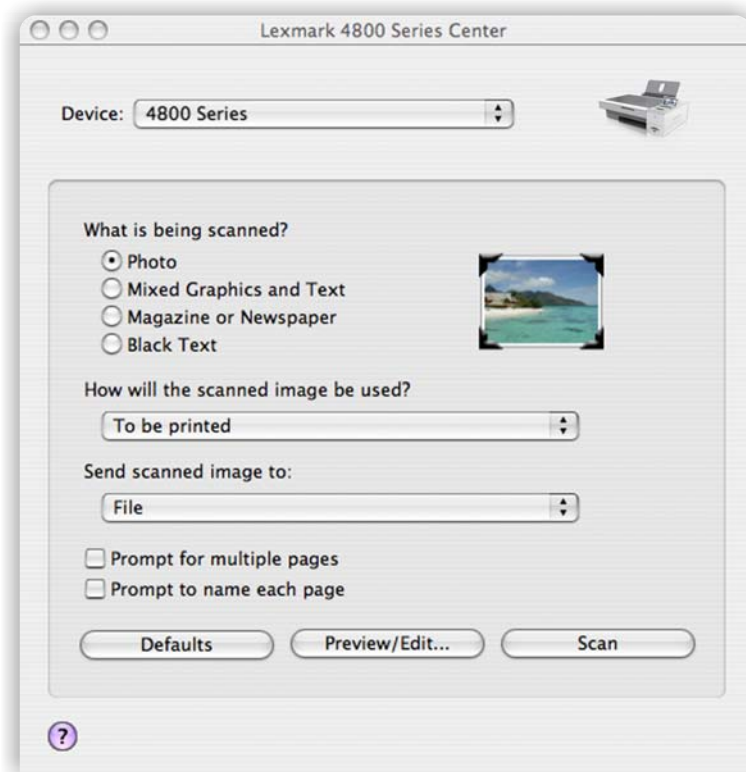 Lexmark 4800 Series Center
Device: 4800 Series
What is being scanned?
Photo
Mixed Graphics and Text
Magazine or Newspaper
Black Text
How will the scanned image be used?
To be printed
Send scanned image to:
File
Prompt for multiple pages
Prompt to name each page
Defaults Preview/Edit... Scan
?